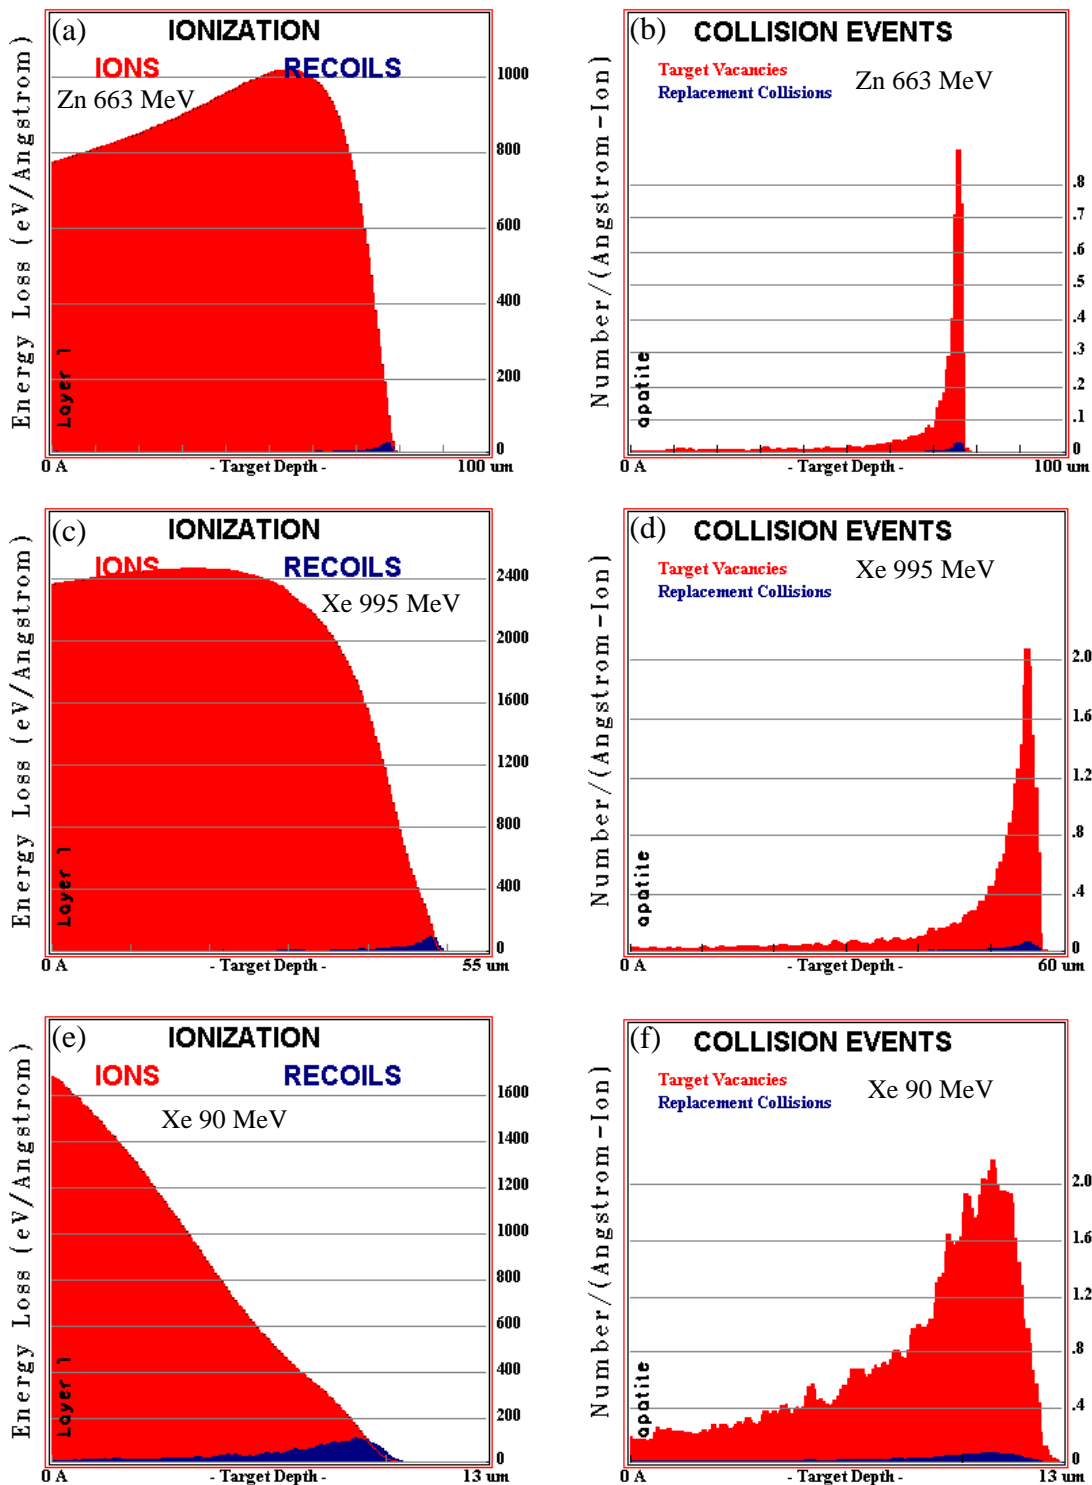 (a)
IONIZATION
IONS RECOILS
Zn 663 MeV
Energy Loss (eV/Angstrom)
1000
800
600
400
200
0
Layer 1
0 A - Target Depth - 100 um
(b)
COLLISION EVENTS
Target Vacancies
Replacement Collisions
Zn 663 MeV
Number/(Angstrom-Ion)
.8
.7
.6
.5
.4
.3
.2
.1
0
apatite
0 A - Target Depth - 100 um
(c)
IONIZATION
IONS RECOILS
Xe 995 MeV
Energy Loss (eV/Angstrom)
2400
2000
1600
1200
800
400
0
Layer 1
0 A - Target Depth - 55 um
(d)
COLLISION EVENTS
Target Vacancies
Replacement Collisions
Xe 995 MeV
Number/(Angstrom-Ion)
2.0
1.6
1.2
.8
.4
0
apatite
0 A - Target Depth - 60 um
(e)
IONIZATION
IONS RECOILS
Xe 90 MeV
Energy Loss (eV/Angstrom)
1600
1400
1200
1000
800
600
400
200
0
Layer 1
0 A - Target Depth - 13 um
(f)
COLLISION EVENTS
Target Vacancies
Replacement Collisions
Xe 90 MeV
Number/(Angstrom-Ion)
2.0
1.6
1.2
.8
.4
0
apatite
0 A - Target Depth - 13 um